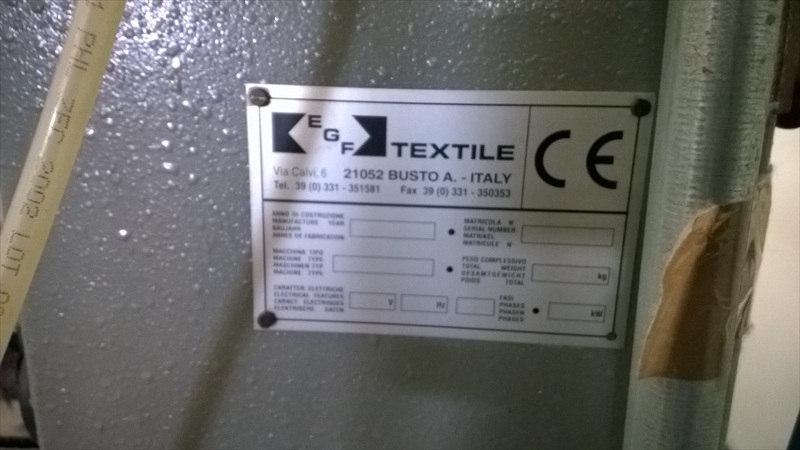 EGF TEXTILE
CE
Via Calvi, 6 21052 BUSTO A. - ITALY
Tel. 39 (0) 331 - 351581 Fax 39 (0) 331 - 350353
ANNO DI COSTRUZIONE
MANUFACTURE YEAR
BAUJAHR
ANNEE DE FABRICATION
MATRICOLA N°
SERIAL NUMBER
MATRIKEL
MATRICULE N°
MACCHINA TIPO
MACHINE TYPE
MASCHINEN TYP
MACHINE TYPE
PESO COMPLESSIVO
TOTAL WEIGHT
GESAMTGEWICHT
POIDS TOTAL
kg
CARATTER. ELETTRICHE
ELECTRICAL FEATURES
CARACT. ELECTRIQUES
ELEKTRISCHE DATEN
V
Hz
FASI
PHASES
PHASEN
PHASES
kW
2002 LOT